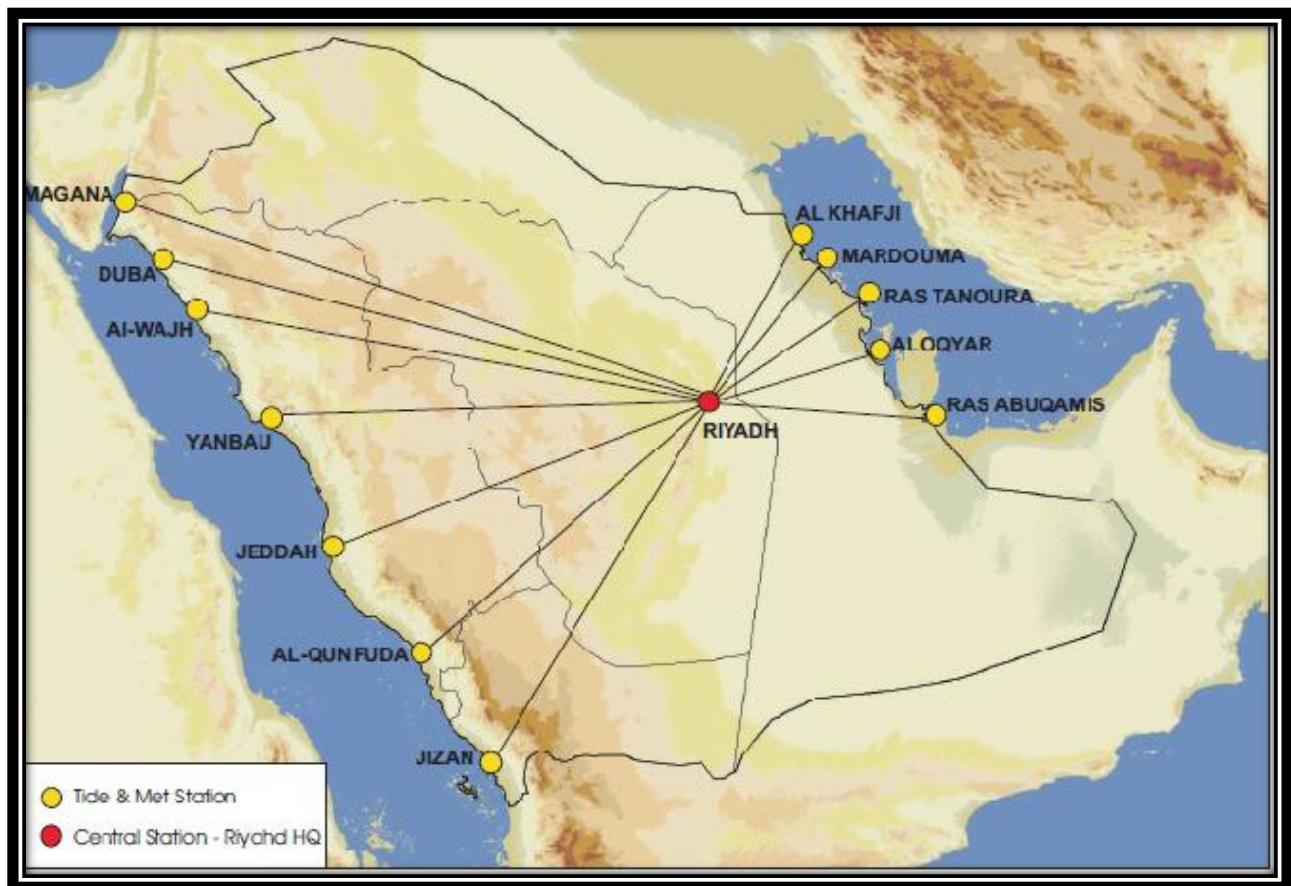 MAGANA
DUBA
Al-WAJH
YANBAU
JEDDAH
AL-QUNFUDA
JIZAN
AL KHAFJI
MARDOUMA
RAS TANOURA
ALOQYAR
RAS ABUQAMIS
RIYADH
Tide & Met Station
Central Station - Riyahd HQ